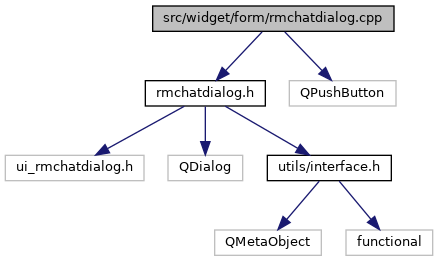 src/widget/form/rmchatdialog.cpp
rmchatdialog.h
QPushButton
ui_rmchatdialog.h
QDialog
utils/interface.h
QMetaObject
functional